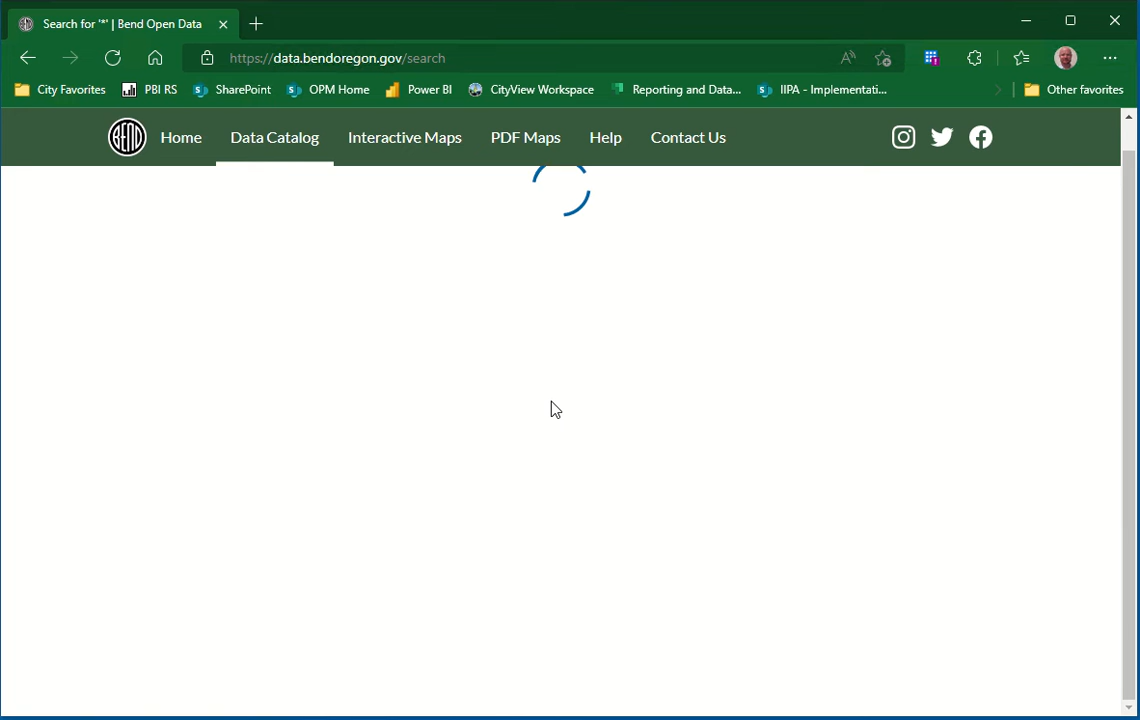 Search for '*' | Bend Open Data
https://data.bendoregon.gov/search
City Favorites PBI RS SharePoint OPM Home Power BI CityView Workspace Reporting and Data... IIPA - Implementati... Other favorites
BEND Home Data Catalog Interactive Maps PDF Maps Help Contact Us